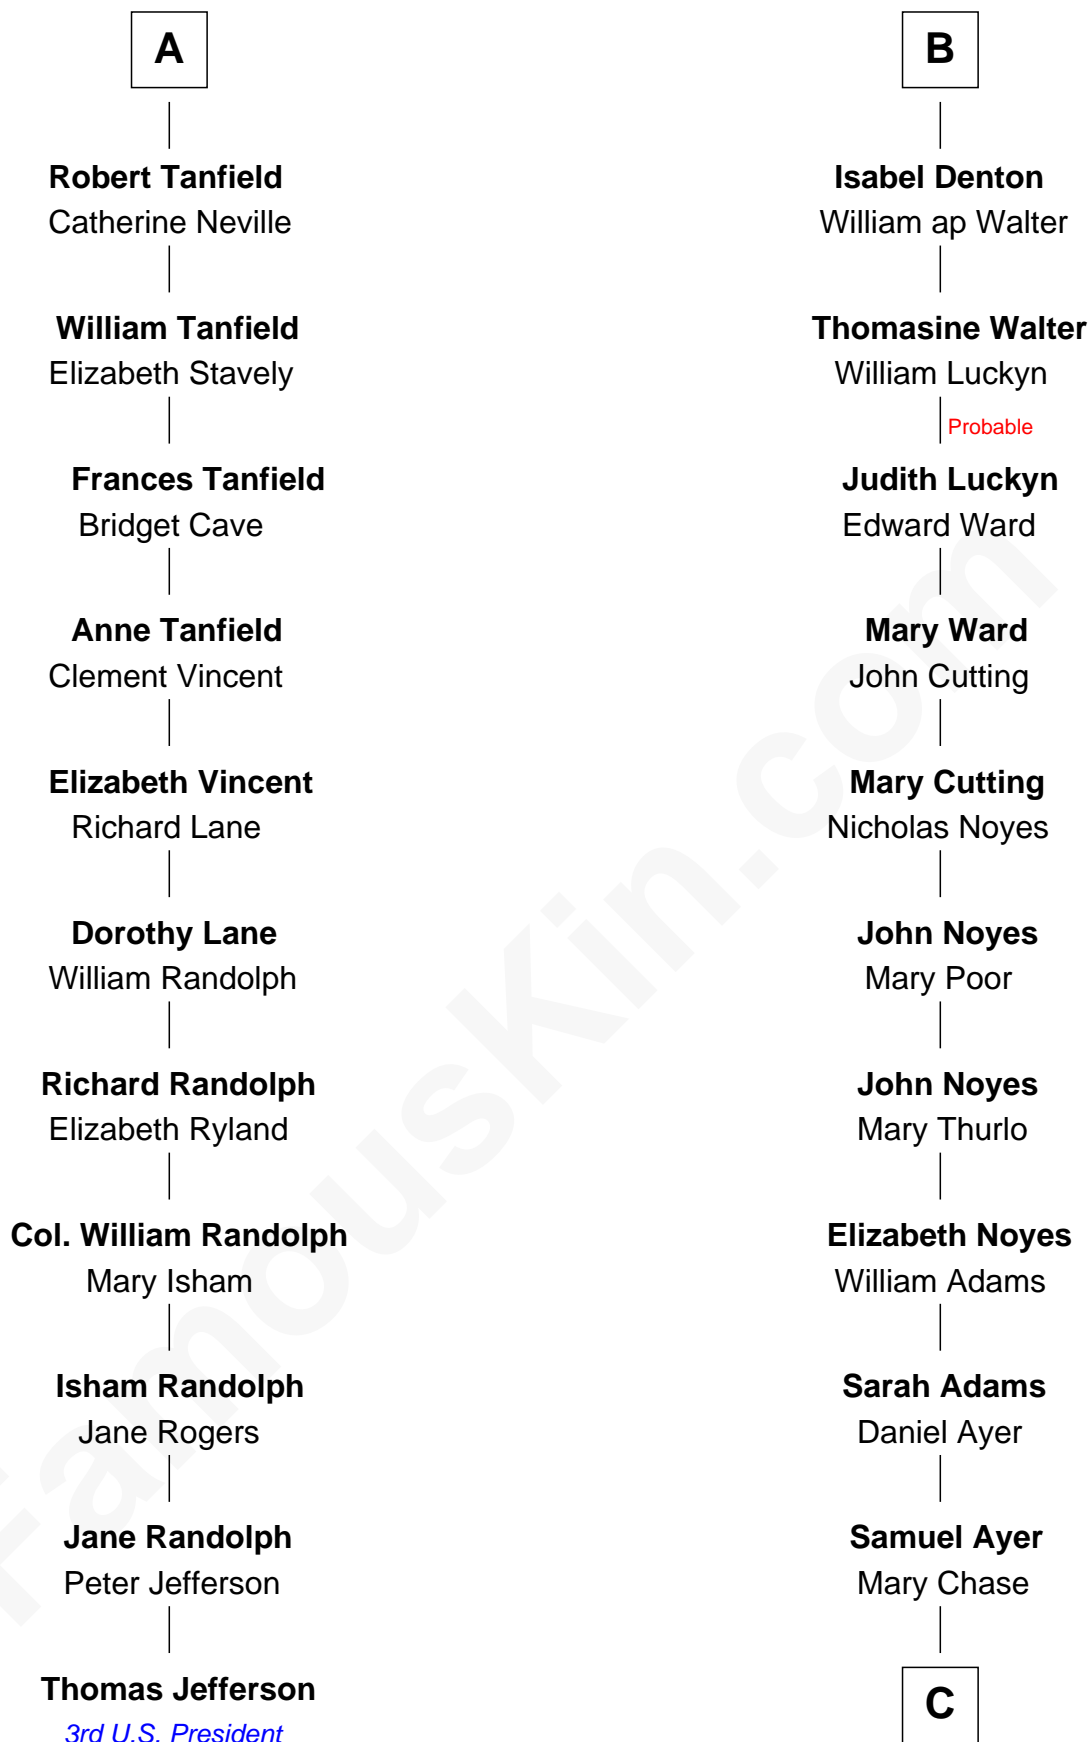 A
Robert Tanfield
Catherine Neville
William Tanfield
Elizabeth Stavely
Frances Tanfield
Bridget Cave
Anne Tanfield
Clement Vincent
Elizabeth Vincent
Richard Lane
Dorothy Lane
William Randolph
Richard Randolph
Elizabeth Ryland
Col. William Randolph
Mary Isham
Isham Randolph
Jane Rogers
Jane Randolph
Peter Jefferson
Thomas Jefferson
3rd U.S. President
B
Isabel Denton
William ap Walter
Thomasine Walter
William Luckyn
Probable
Judith Luckyn
Edward Ward
Mary Ward
John Cutting
Mary Cutting
Nicholas Noyes
John Noyes
Mary Poor
John Noyes
Mary Thurlo
Elizabeth Noyes
William Adams
Sarah Adams
Daniel Ayer
Samuel Ayer
Mary Chase
C
FamousKin.com